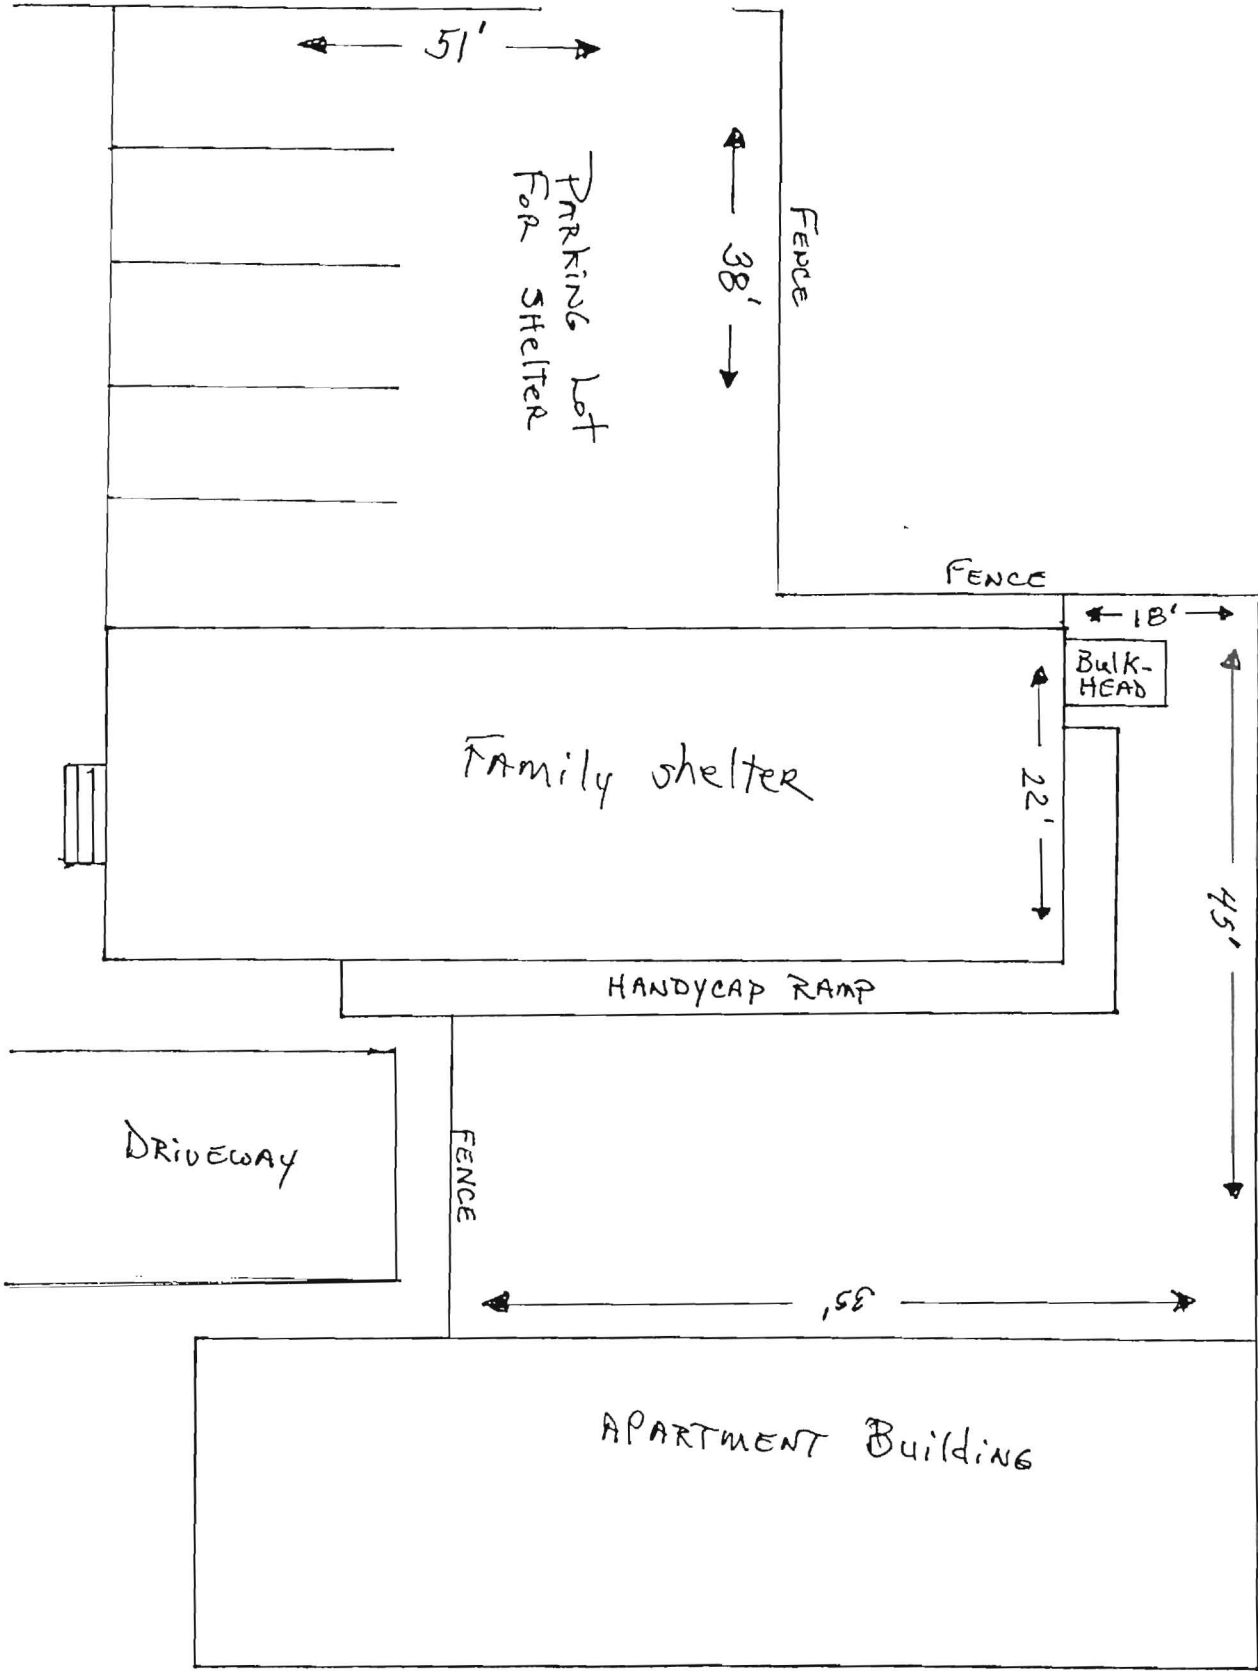 51'
PARKING Lot
FOR SHELTER
38'
FENCE
FENCE
18'
Bulk-
HEAD
FAmily shelter
22'
45'
HANDYCAP RAMP
DRIVEWAY
FENCE
35'
APARTMENT Building